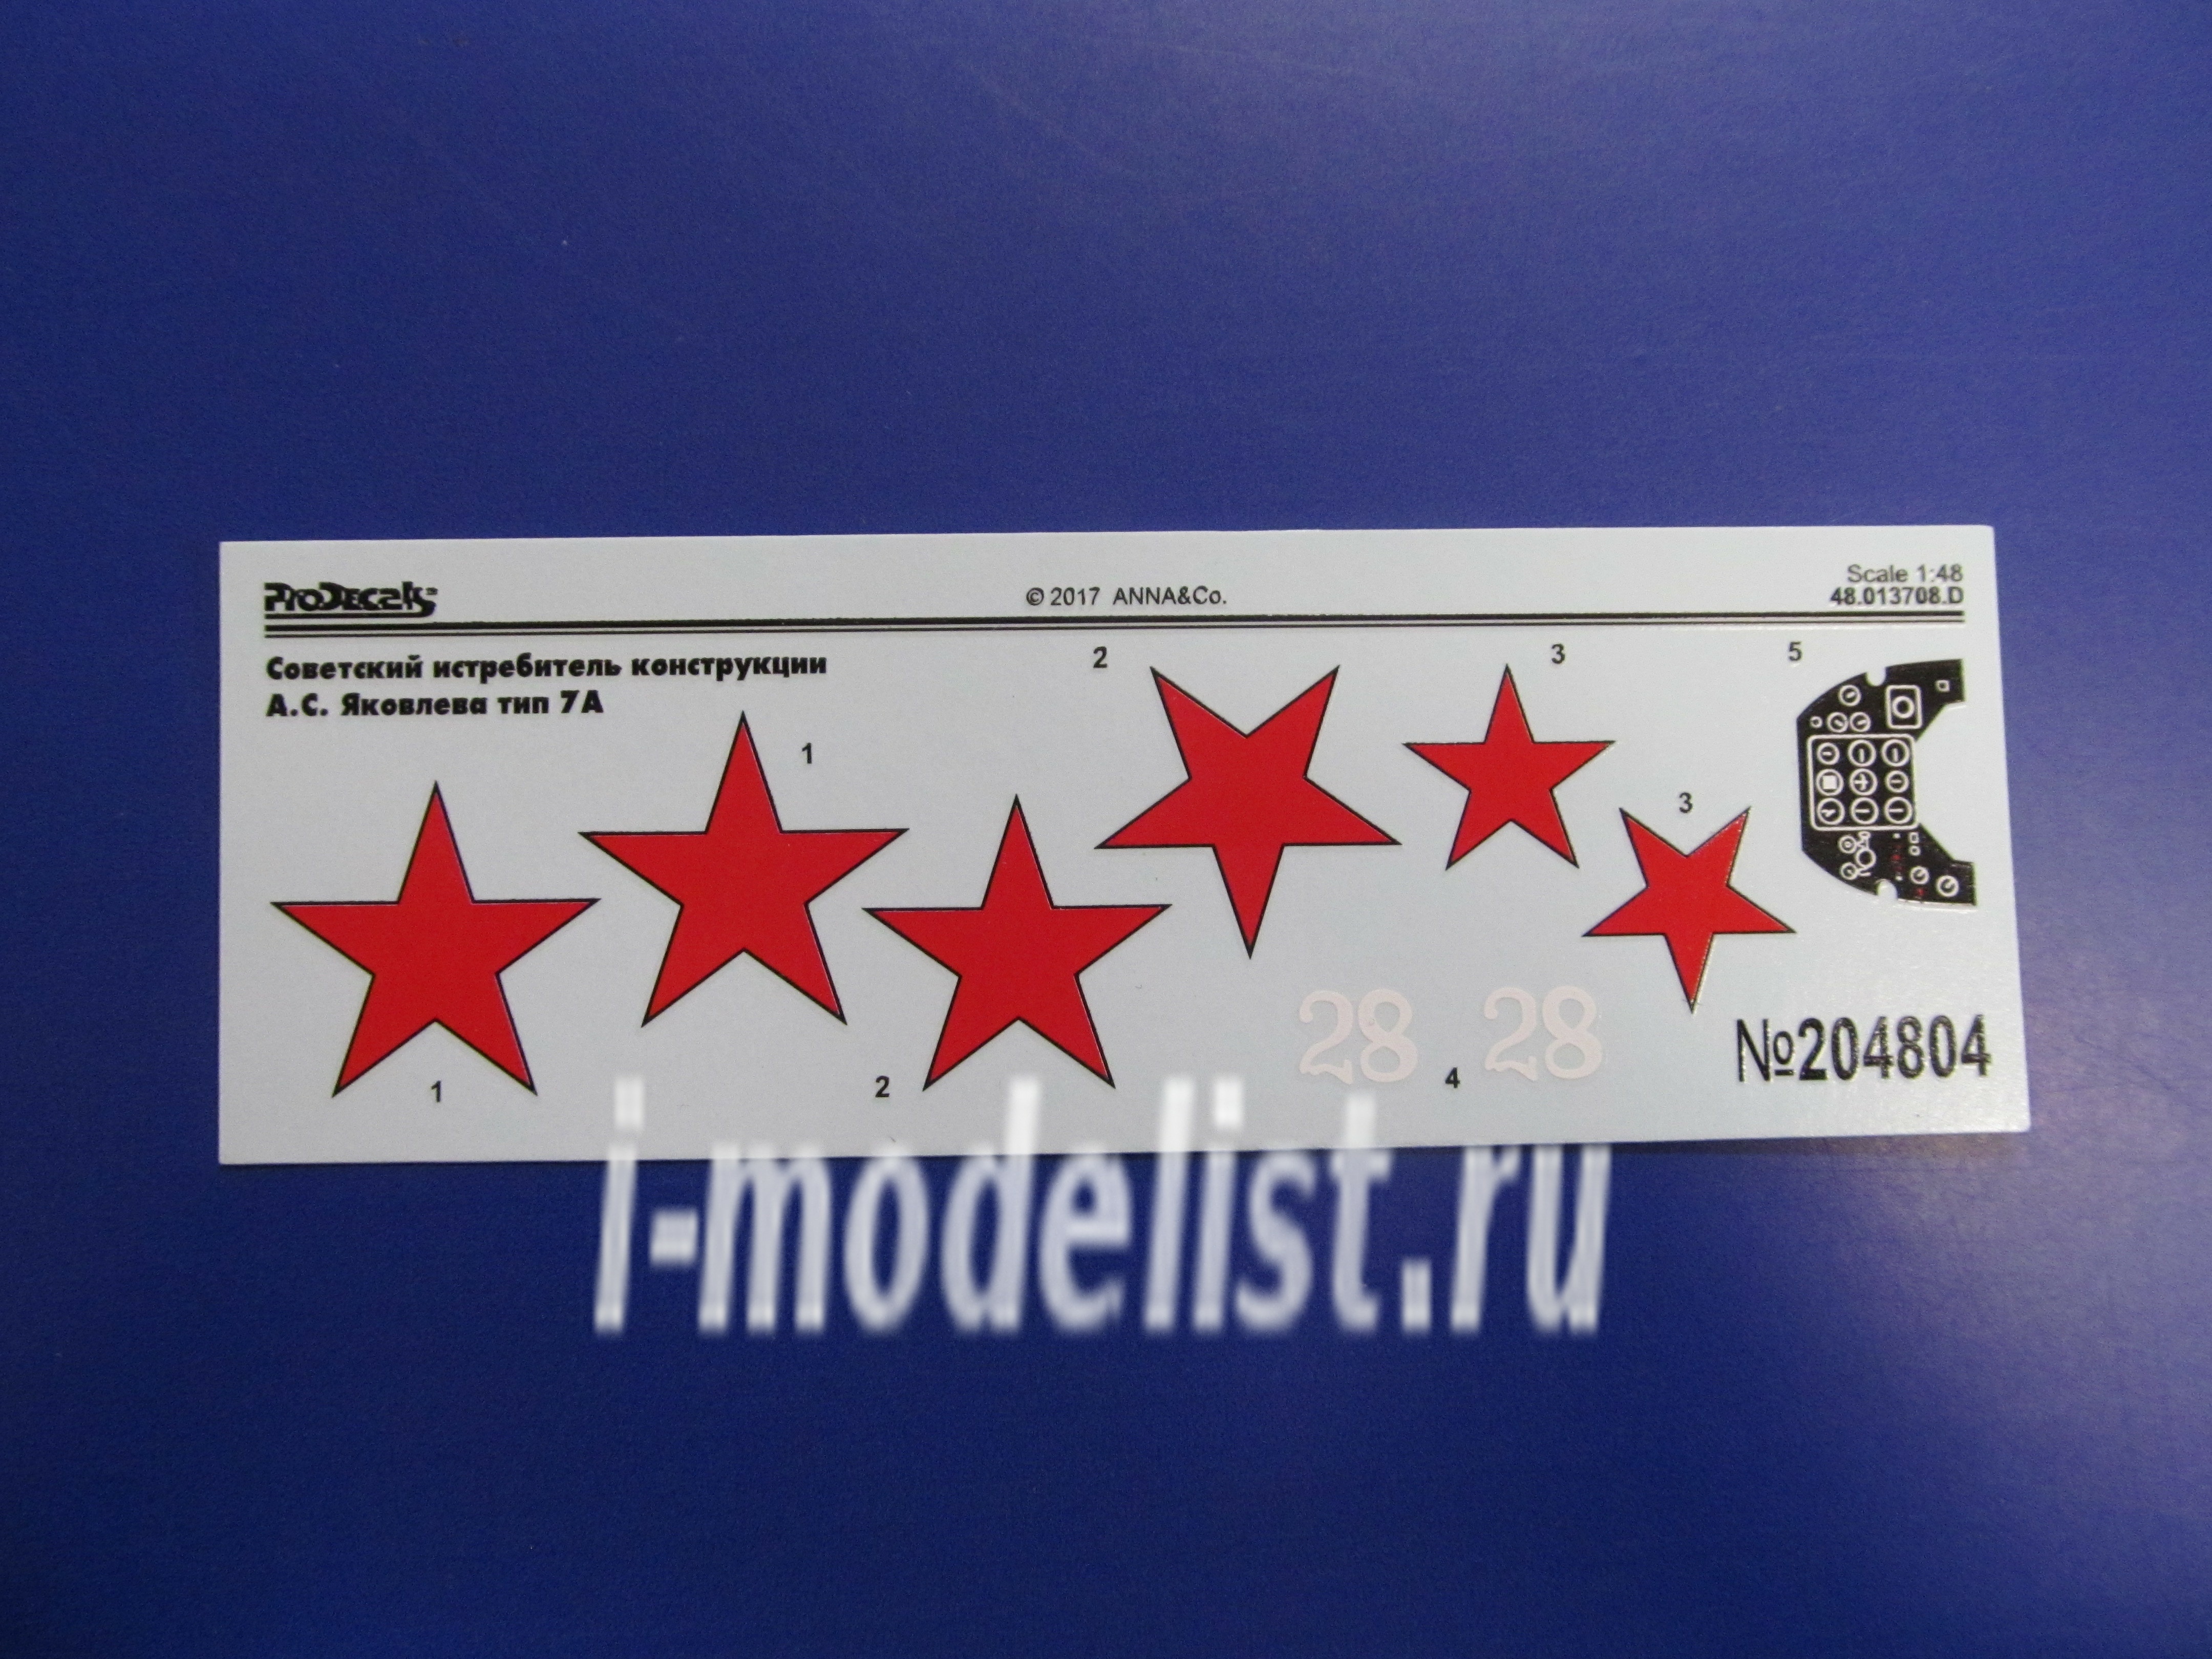 ProDecals
© 2017 ANNA&Co.
Scale 1:48
48.013708.D
Советский истребитель конструкции
А.С. Яковлева тип 7А
2
3
5
1
3
28 28
№204804
1
2
4
i-modelist.ru